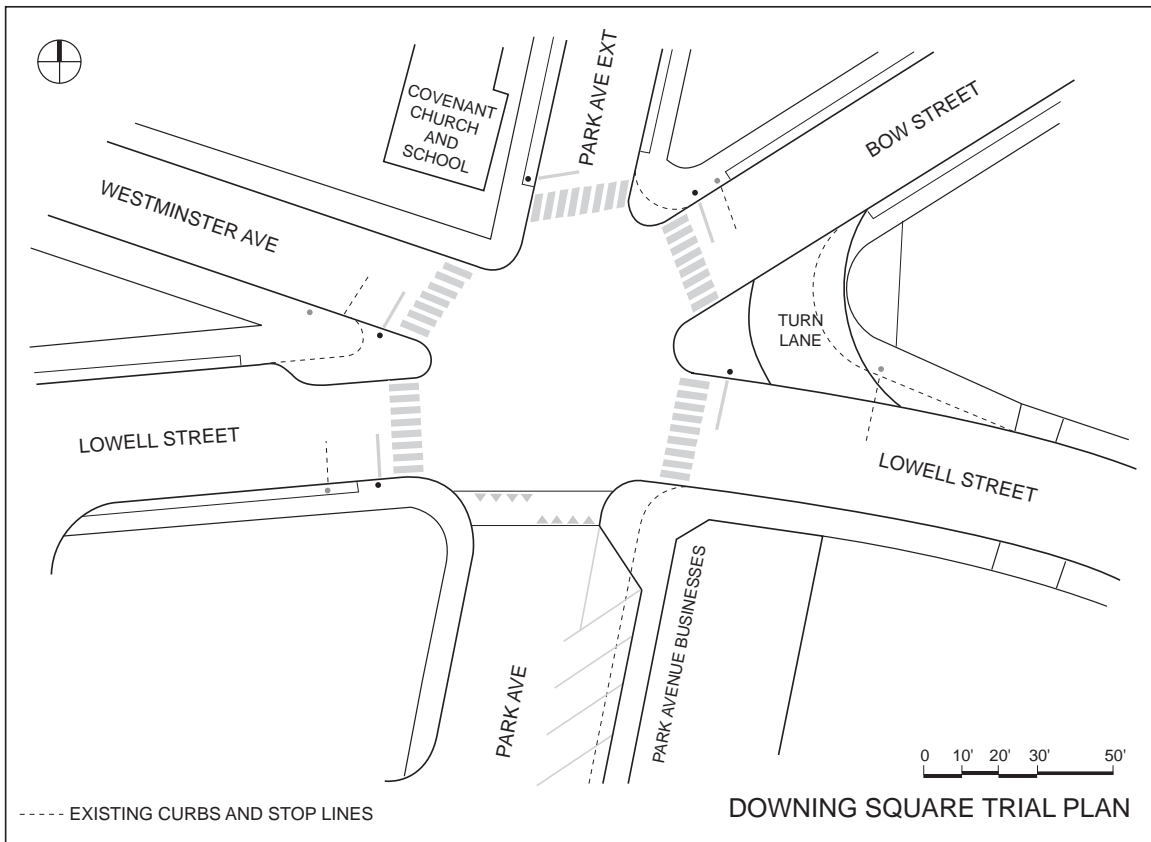 COVENANT
CHURCH
AND
SCHOOL
PARK AVE EXT
BOW STREET
WESTMINSTER AVE
TURN
LANE
LOWELL STREET
LOWELL STREET
PARK AVE
PARK AVENUE BUSINESSES
0 10' 20' 30' 50'
DOWNING SQUARE TRIAL PLAN
EXISTING CURBS AND STOP LINES